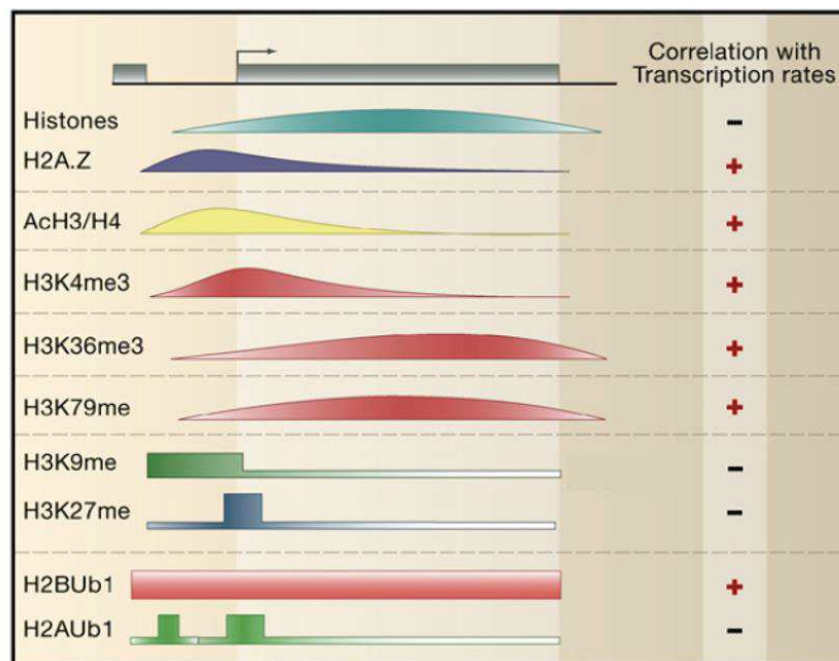 Correlation with
Transcription rates
Histones −
H2A.Z +
AcH3/H4 +
H3K4me3 +
H3K36me3 +
H3K79me +
H3K9me −
H3K27me −
H2BUb1 +
H2AUb1 −